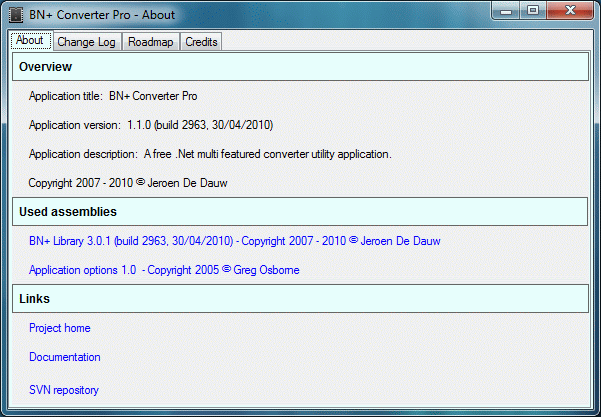 BN+ Converter Pro - About
About Change Log Roadmap Credits
Overview
Application title: BN+ Converter Pro
Application version: 1.1.0 (build 2963, 30/04/2010)
Application description: A free .Net multi featured converter utility application.
Copyright 2007 - 2010 © Jeroen De Dauw
Used assemblies
BN+ Library 3.0.1 (build 2963, 30/04/2010) - Copyright 2007 - 2010 © Jeroen De Dauw
Application options 1.0 - Copyright 2005 © Greg Osborne
Links
Project home
Documentation
SVN repository